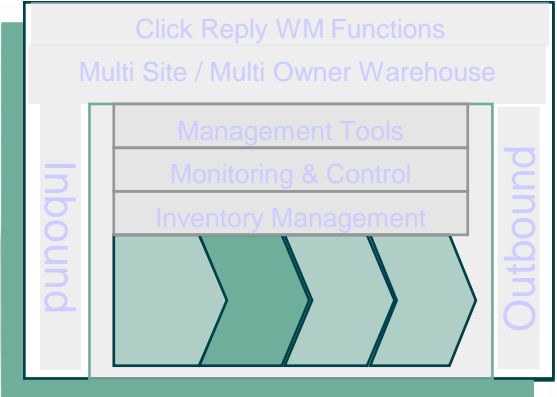 Click Reply WM Functions
Multi Site / Multi Owner Warehouse
Management Tools
Monitoring & Control
Inventory Management
Inbound
Outbound